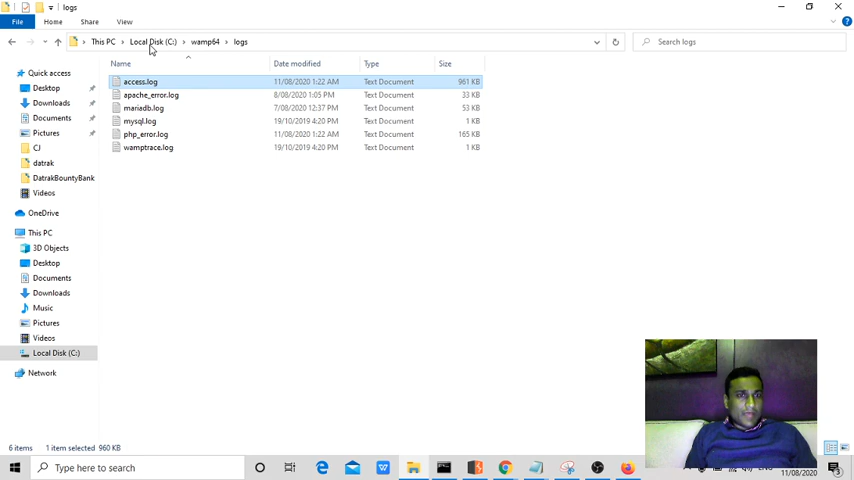 logs
File Home Share View
This PC Local Disk (C:) wamp64 logs Search logs
Name Date modified Type Size
access.log 11/08/2020 1:22 AM Text Document 961 KB
apache_error.log 8/08/2020 1:05 PM Text Document 33 KB
mariadb.log 7/08/2020 12:37 PM Text Document 53 KB
mysql.log 19/10/2019 4:20 PM Text Document 1 KB
php_error.log 11/08/2020 1:22 AM Text Document 165 KB
wamptrace.log 19/10/2019 4:20 PM Text Document 1 KB
Quick access
Desktop
Downloads
Documents
Pictures
CJ
datrak
DatrakBountyBank
Videos
OneDrive
This PC
3D Objects
Desktop
Documents
Downloads
Music
Pictures
Videos
Local Disk (C:)
Network
6 items 1 item selected 960 KB
Type here to search
11/08/2020
3